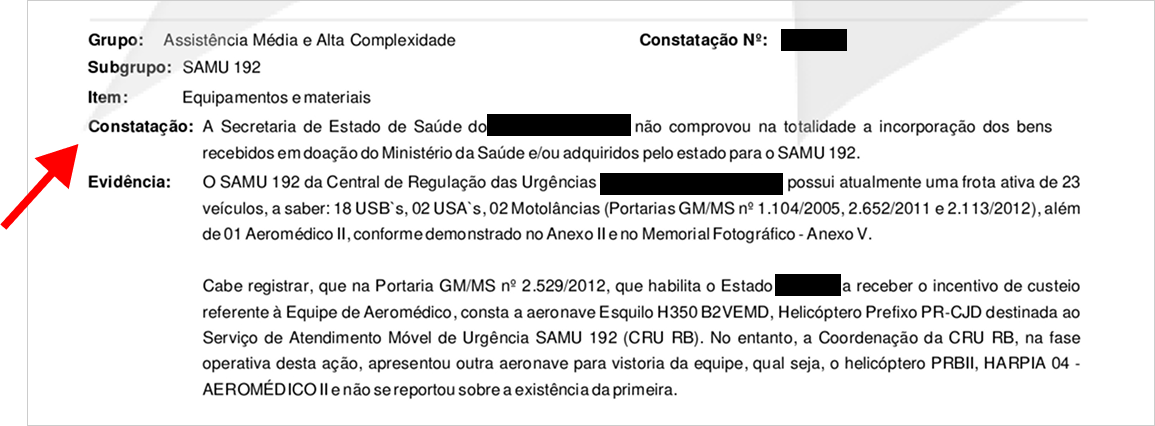 Grupo: Assistência Média e Alta Complexidade Constatação Nº:
Subgrupo: SAMU 192
Item: Equipamentos e materiais
Constatação: A Secretaria de Estado de Saúde do não comprovou na totalidade a incorporação dos bens
recebidos em doação do Ministério da Saúde e/ou adquiridos pelo estado para o SAMU 192.
Evidência: O SAMU 192 da Central de Regulação das Urgências possui atualmente uma frota ativa de 23
veículos, a saber: 18 USB`s, 02 USA`s, 02 Motolâncias (Portarias GM/MS nº 1.104/2005, 2.652/2011 e 2.113/2012), além
de 01 Aeromédico II, conforme demonstrado no Anexo II e no Memorial Fotográfico - Anexo V.
Cabe registrar, que na Portaria GM/MS nº 2.529/2012, que habilita o Estado a receber o incentivo de custeio
referente à Equipe de Aeromédico, consta a aeronave Esquilo H350 B2VEMD, Helicóptero Prefixo PR-CJD destinada ao
Serviço de Atendimento Móvel de Urgência SAMU 192 (CRU RB). No entanto, a Coordenação da CRU RB, na fase
operativa desta ação, apresentou outra aeronave para vistoria da equipe, qual seja, o helicóptero PRBII, HARPIA 04 -
AEROMÉDICO II e não se reportou sobre a existência da primeira.